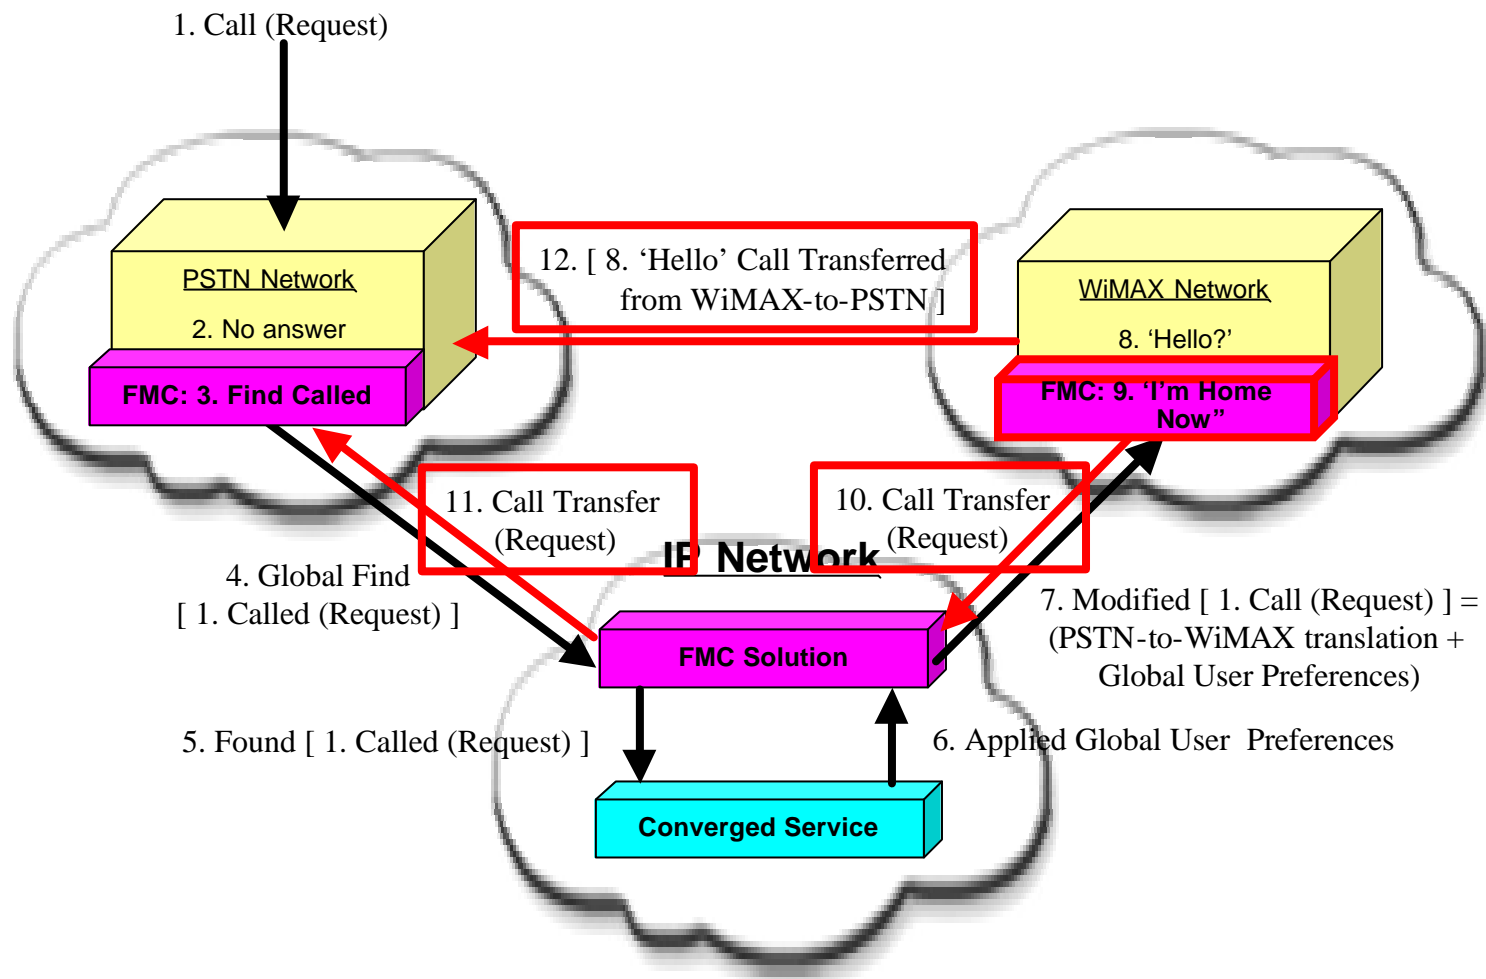 1. Call (Request)
PSTN Network
2. No answer
FMC: 3. Find Called
12. [ 8. ‘Hello’ Call Transferred
from WiMAX-to-PSTN ]
WiMAX Network
8. ‘Hello?’
FMC: 9. ‘I’m Home
Now”
11. Call Transfer
(Request)
10. Call Transfer
(Request)
IP Network
4. Global Find
[ 1. Called (Request) ]
7. Modified [ 1. Call (Request) ] =
(PSTN-to-WiMAX translation +
Global User Preferences)
FMC Solution
5. Found [ 1. Called (Request) ]
6. Applied Global User  Preferences
Converged Service